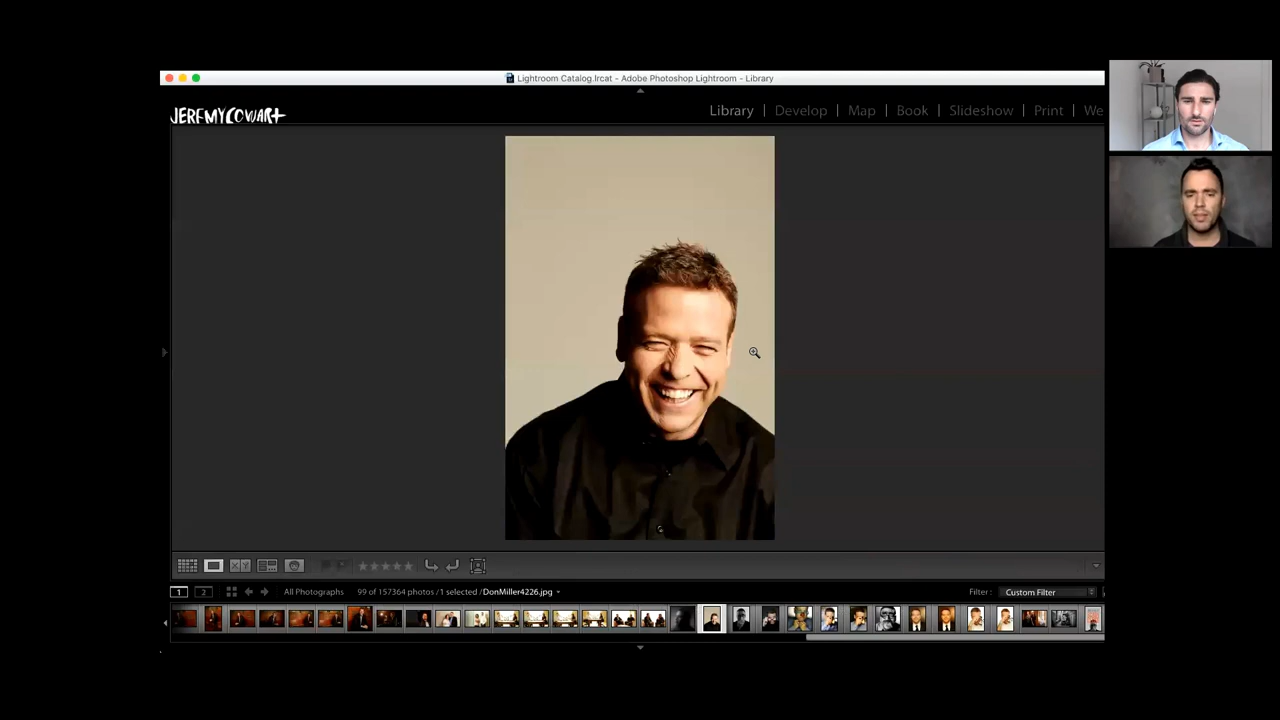 Lightroom Catalog.lrcat - Adobe Photoshop Lightroom - Library
JEREMYCOWART
Library | Develop | Map | Book | Slideshow | Print | We
1 2 All Photographs 99 of 157364 photos / 1 selected / DonMiller4226.jpg Filter : Custom Filter